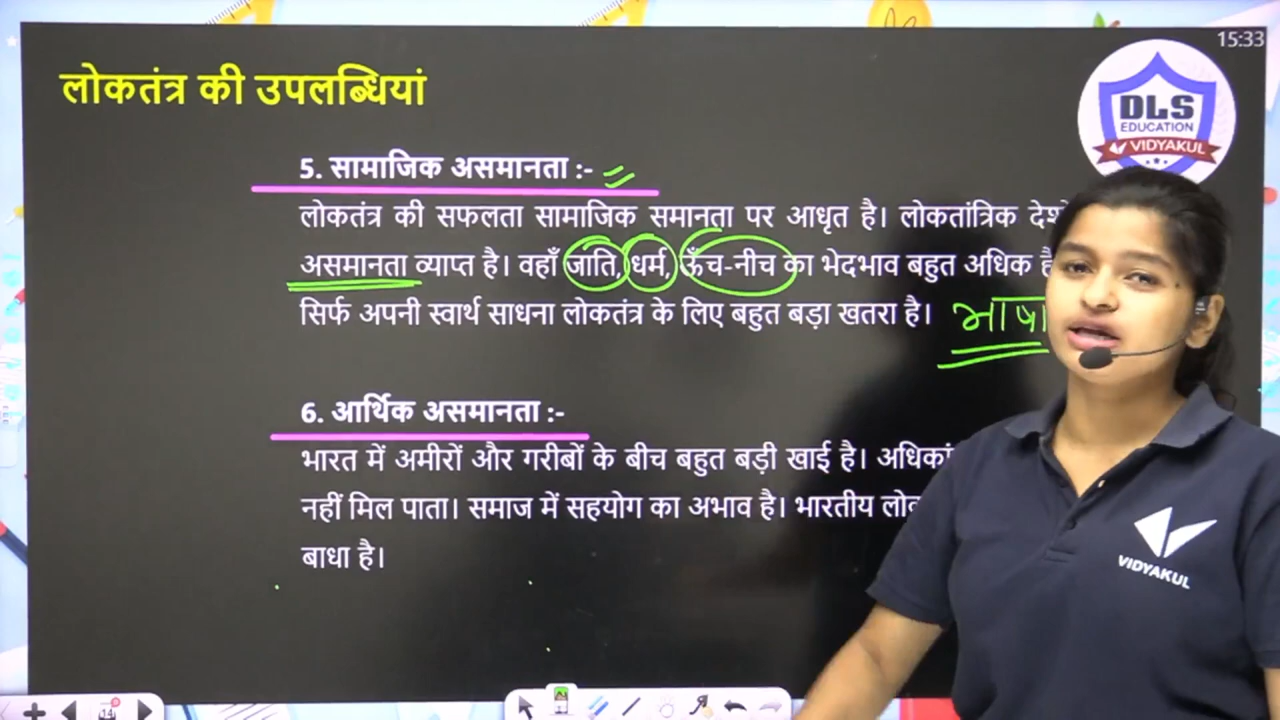 15:33
लोकतंत्र की उपलब्धियां
DLS
EDUCATION
VIDYAKUL
5. सामाजिक असमानता :-
लोकतंत्र की सफलता सामाजिक समानता पर आधृत है। लोकतांत्रिक
असमानता व्याप्त है। वहाँ जाति, धर्म, ऊँच-नीच का भेदभाव बहुत अधिक
सिर्फ अपनी स्वार्थ साधना लोकतंत्र के लिए बहुत बड़ा खतरा है। भाषा
6. आर्थिक असमानता :-
भारत में अमीरों और गरीबों के बीच बहुत बड़ी खाई है।
नहीं मिल पाता। समाज में सहयोग का अभाव है। भारतीय
बाधा है।
VIDYAKUL
14